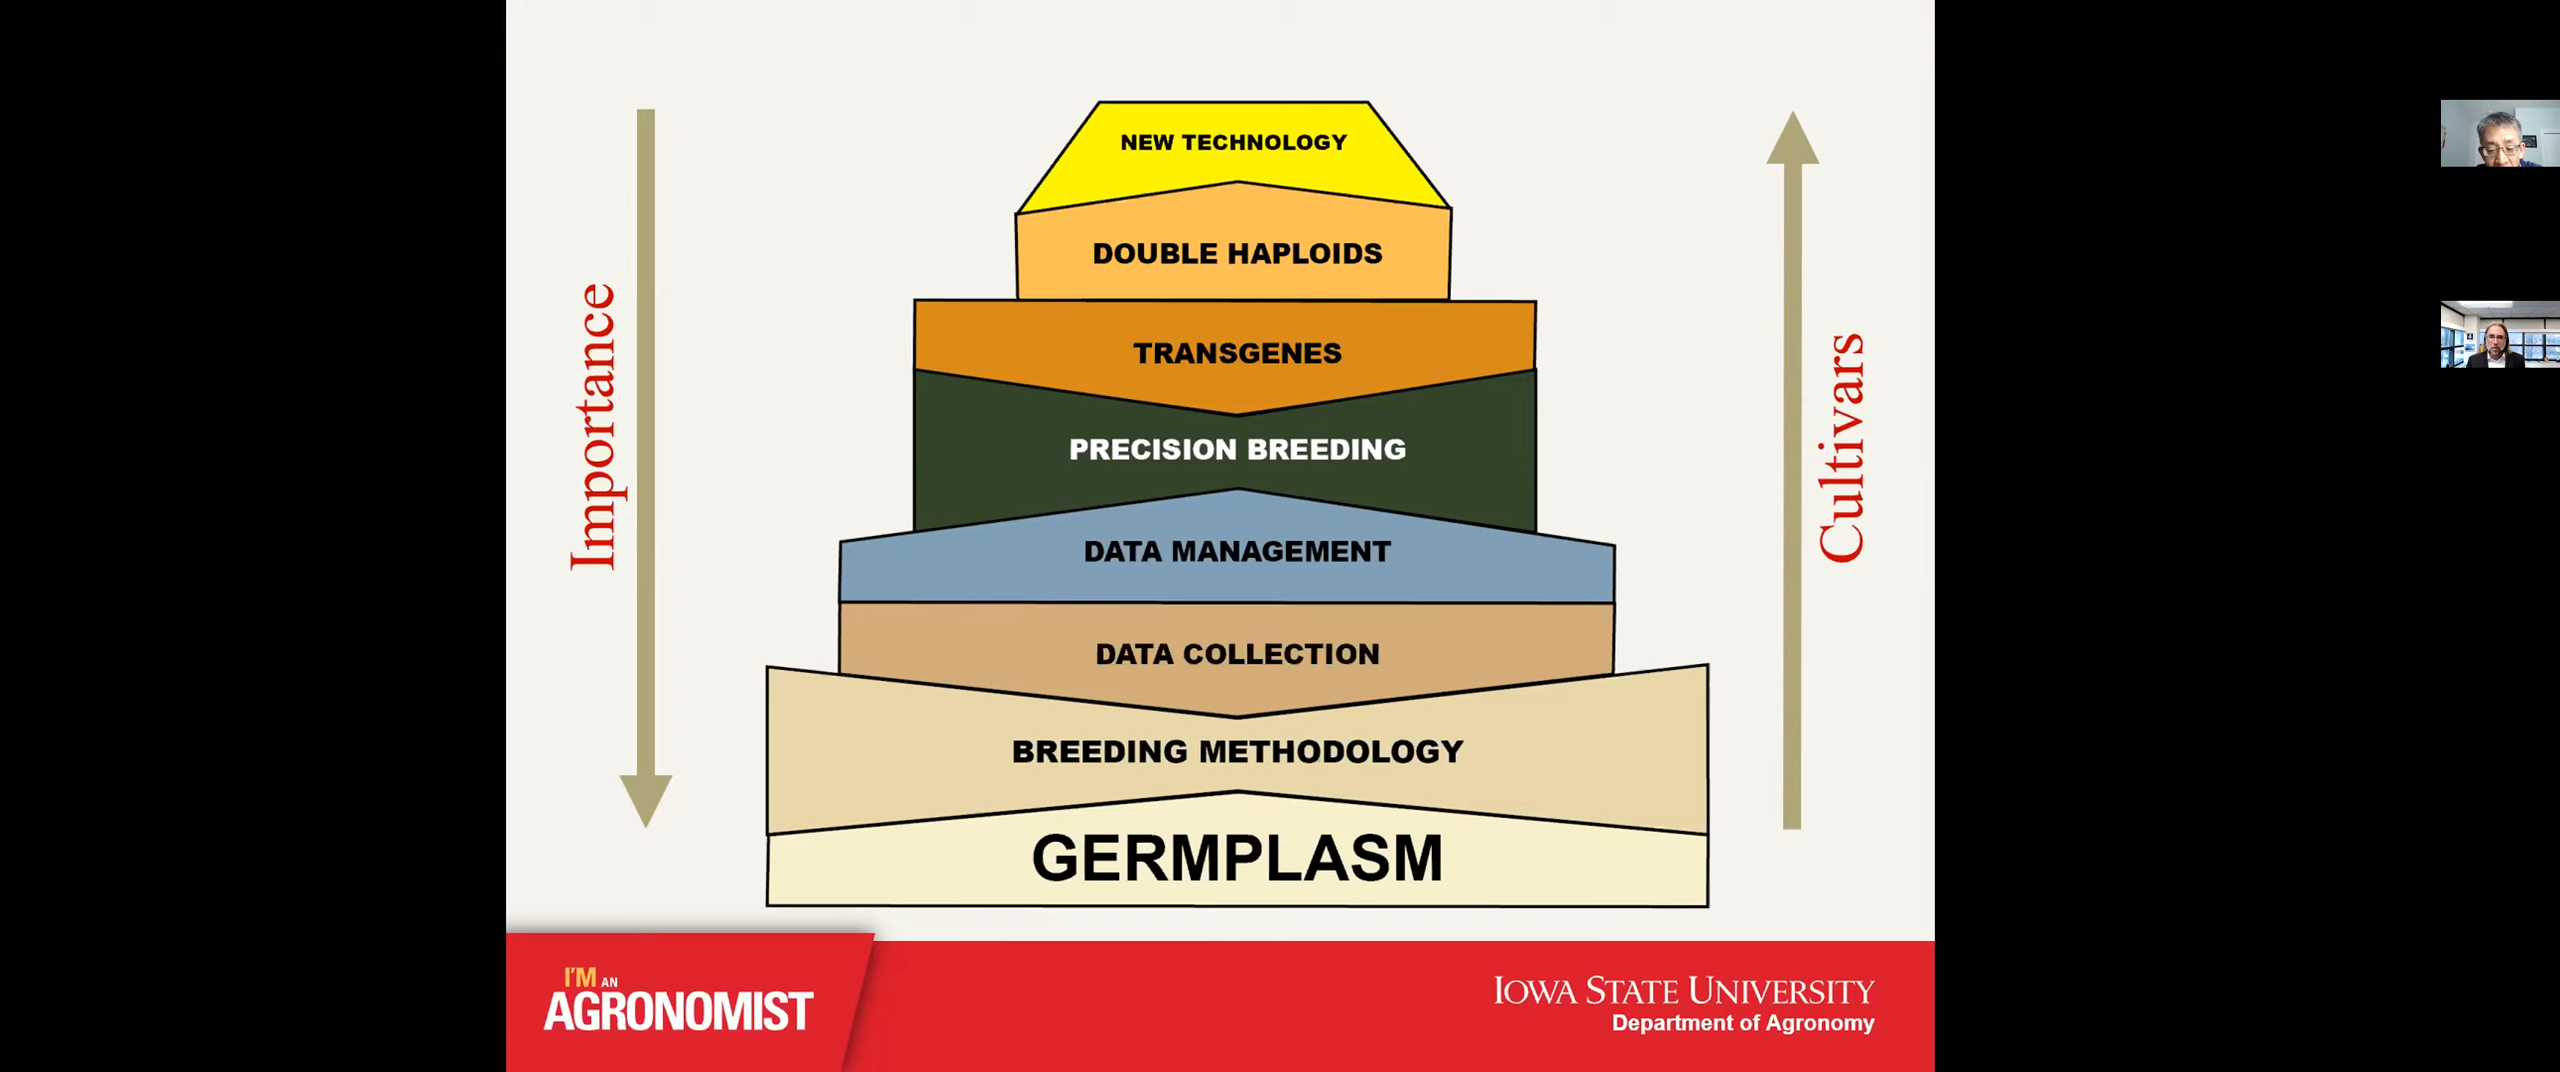 NEW TECHNOLOGY
DOUBLE HAPLOIDS
TRANSGENES
PRECISION BREEDING
DATA MANAGEMENT
DATA COLLECTION
BREEDING METHODOLOGY
GERMPLASM
Importance
Cultivars
I'M AN
AGRONOMIST
IOWA STATE UNIVERSITY
Department of Agronomy